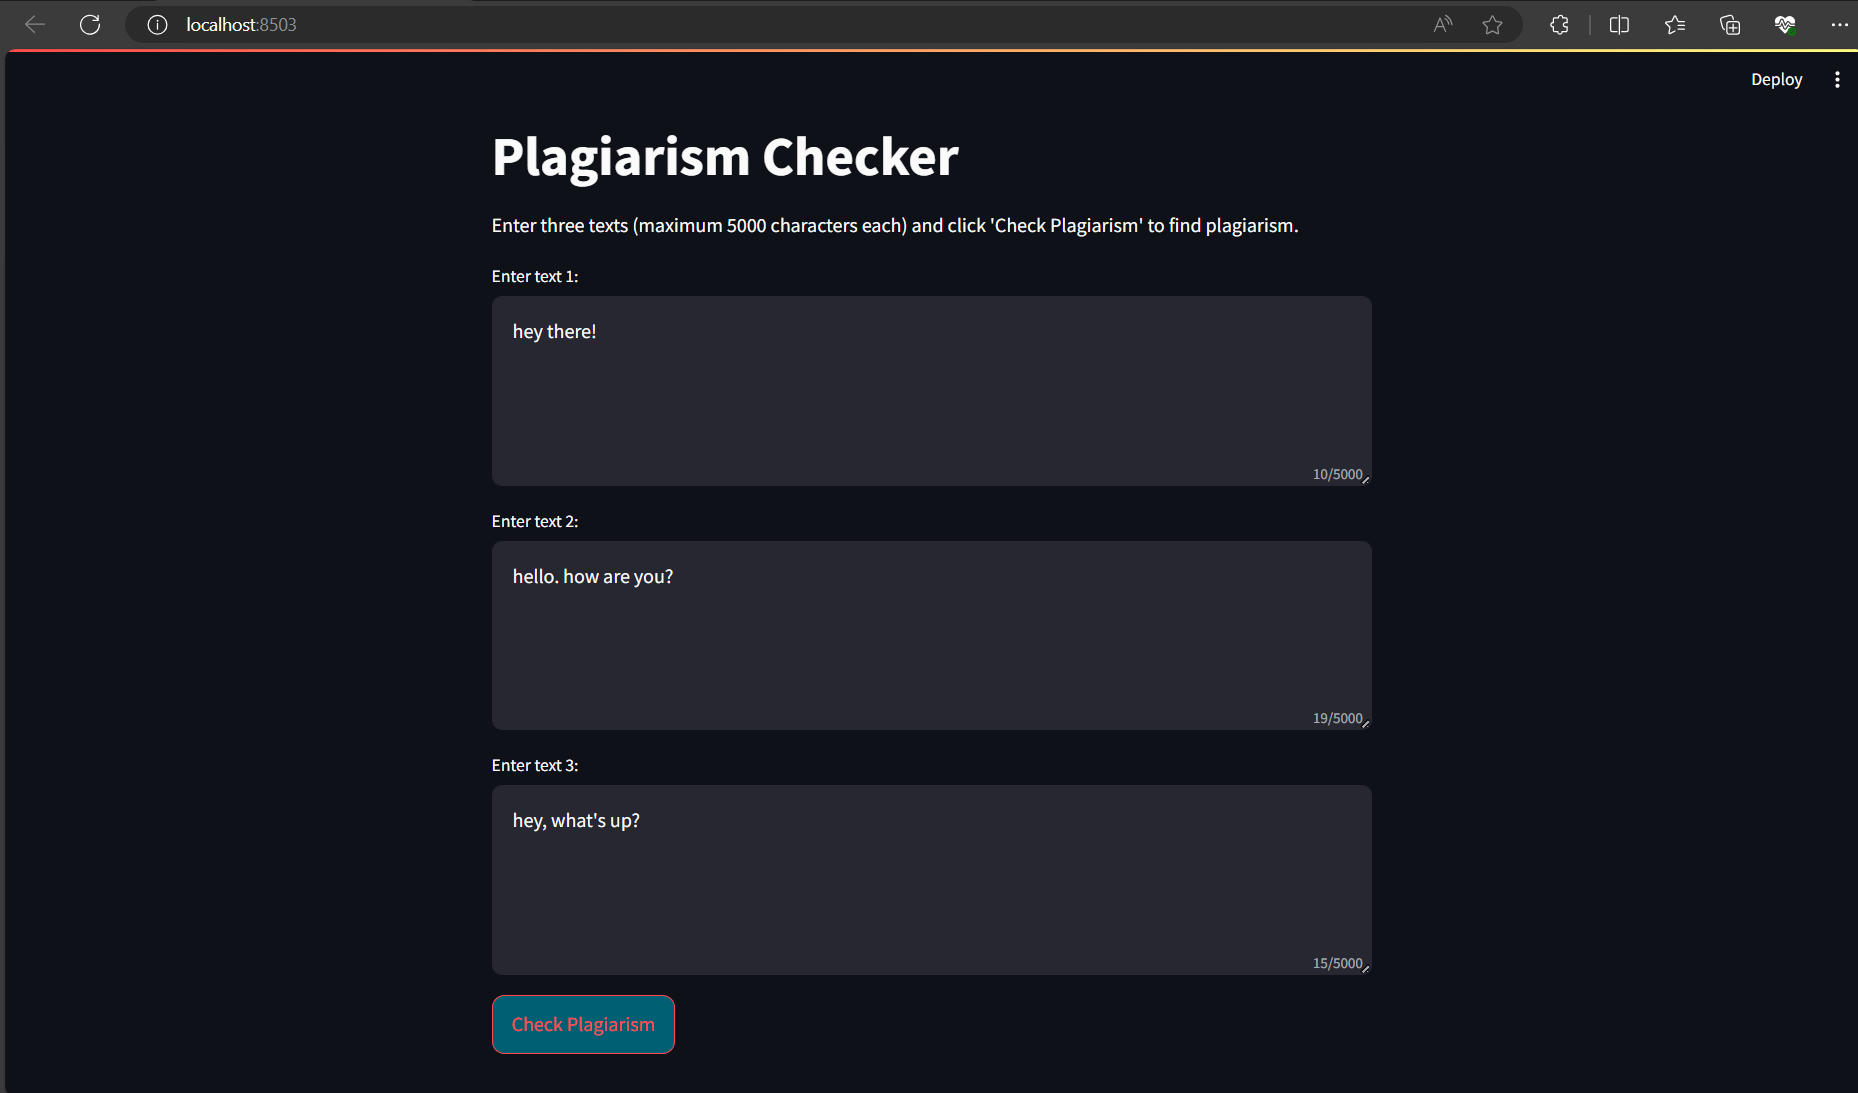 localhost:8503
Deploy
Plagiarism Checker
Enter three texts (maximum 5000 characters each) and click 'Check Plagiarism' to find plagiarism.
Enter text 1:
hey there!
10/5000
Enter text 2:
hello. how are you?
19/5000
Enter text 3:
hey, what's up?
15/5000
Check Plagiarism